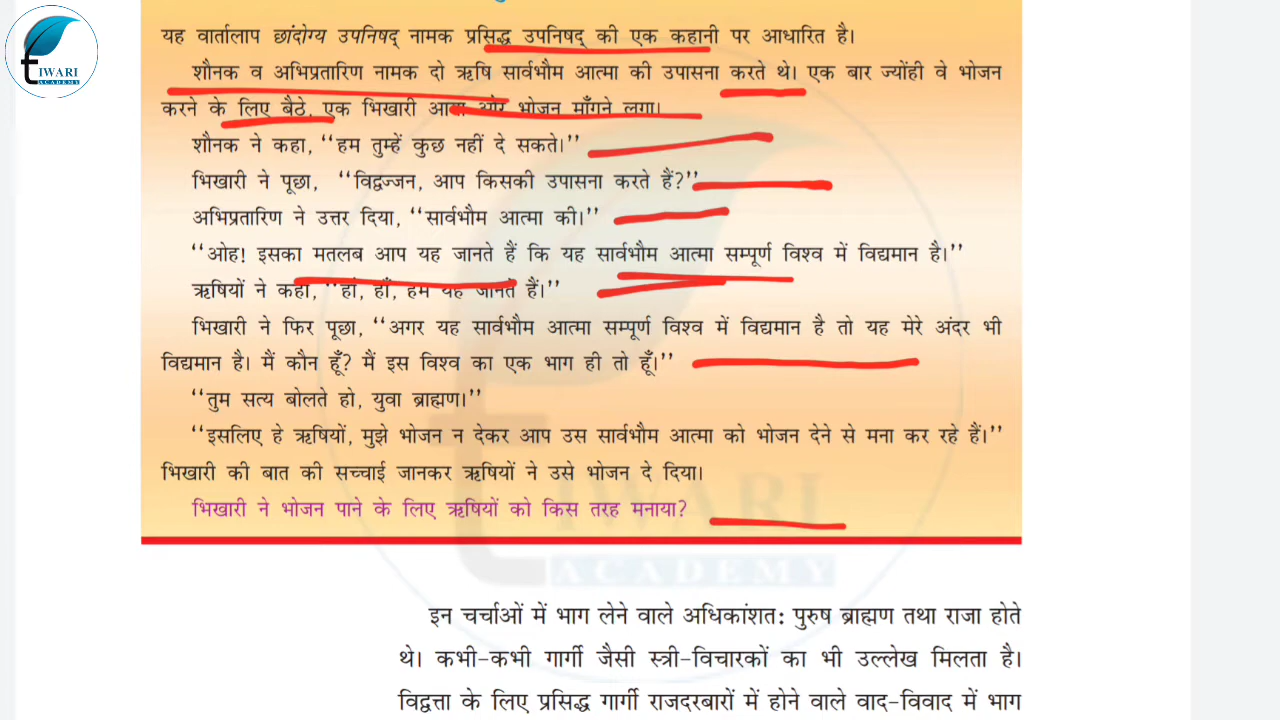 TIWARI
ACADEMY
यह वार्तालाप छांदोग्य उपनिषद् नामक प्रसिद्ध उपनिषद् की एक कहानी पर आधारित है।
शौनक व अभिप्रतारिण नामक दो ऋषि सार्वभौम आत्मा की उपासना करते थे। एक बार ज्योंही वे भोजन
करने के लिए बैठे, एक भिखारी आया और भोजन माँगने लगा।
शौनक ने कहा, ‘‘हम तुम्हें कुछ नहीं दे सकते।’’
भिखारी ने पूछा, ‘‘विद्वज्जन, आप किसकी उपासना करते हैं?’’
अभिप्रतारिण ने उत्तर दिया, ‘‘सार्वभौम आत्मा की।’’
‘‘ओह! इसका मतलब आप यह जानते हैं कि यह सार्वभौम आत्मा सम्पूर्ण विश्व में विद्यमान है।’’
ऋषियों ने कहा, ‘‘हाँ, हाँ, हम यह जानते हैं।’’
भिखारी ने फिर पूछा, ‘‘अगर यह सार्वभौम आत्मा सम्पूर्ण विश्व में विद्यमान है तो यह मेरे अंदर भी
विद्यमान है। मैं कौन हूँ? मैं इस विश्व का एक भाग ही तो हूँ।’’
‘‘तुम सत्य बोलते हो, युवा ब्राह्मण।’’
‘‘इसलिए हे ऋषियों, मुझे भोजन न देकर आप उस सार्वभौम आत्मा को भोजन देने से मना कर रहे हैं।’’
भिखारी की बात की सच्चाई जानकर ऋषियों ने उसे भोजन दे दिया।
भिखारी ने भोजन पाने के लिए ऋषियों को किस तरह मनाया?
IWARI
ACADEMY
इन चर्चाओं में भाग लेने वाले अधिकांशत: पुरुष ब्राह्मण तथा राजा होते
थे। कभी-कभी गार्गी जैसी स्त्री-विचारकों का भी उल्लेख मिलता है।
विद्वत्ता के लिए प्रसिद्ध गार्गी राजदरबारों में होने वाले वाद-विवाद में भाग